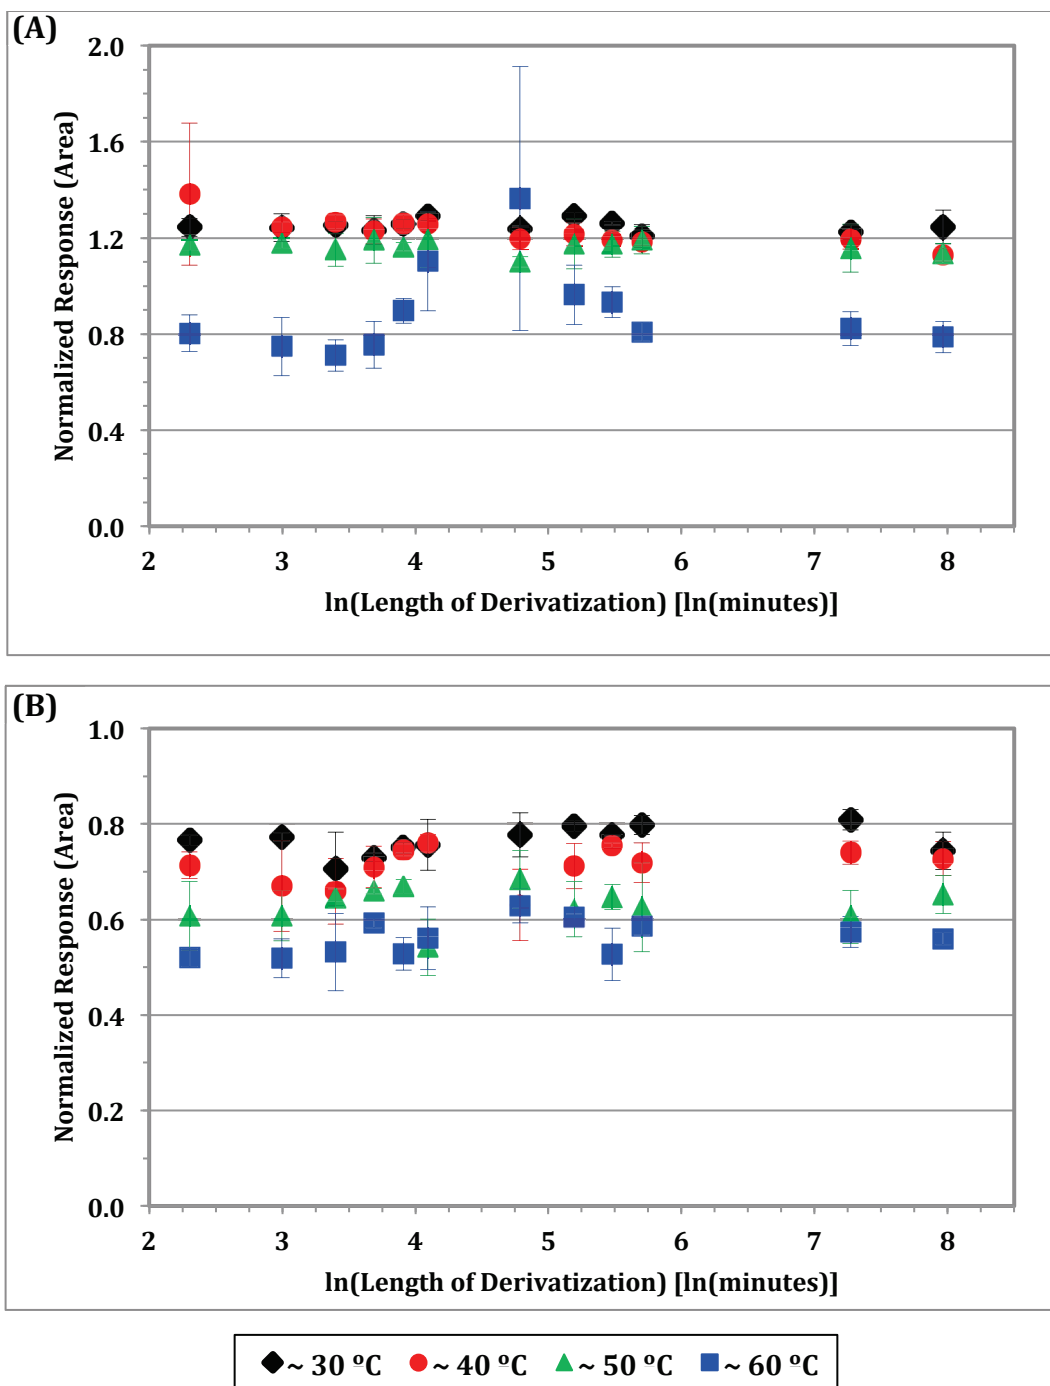 (A)
Normalized Response (Area)
2.0
1.6
1.2
0.8
0.4
0.0
2 3 4 5 6 7 8
ln(Length of Derivatization) [ln(minutes)]
(B)
Normalized Response (Area)
1.0
0.8
0.6
0.4
0.2
0.0
2 3 4 5 6 7 8
ln(Length of Derivatization) [ln(minutes)]
~ 30 ºC ~ 40 ºC ~ 50 ºC ~ 60 ºC